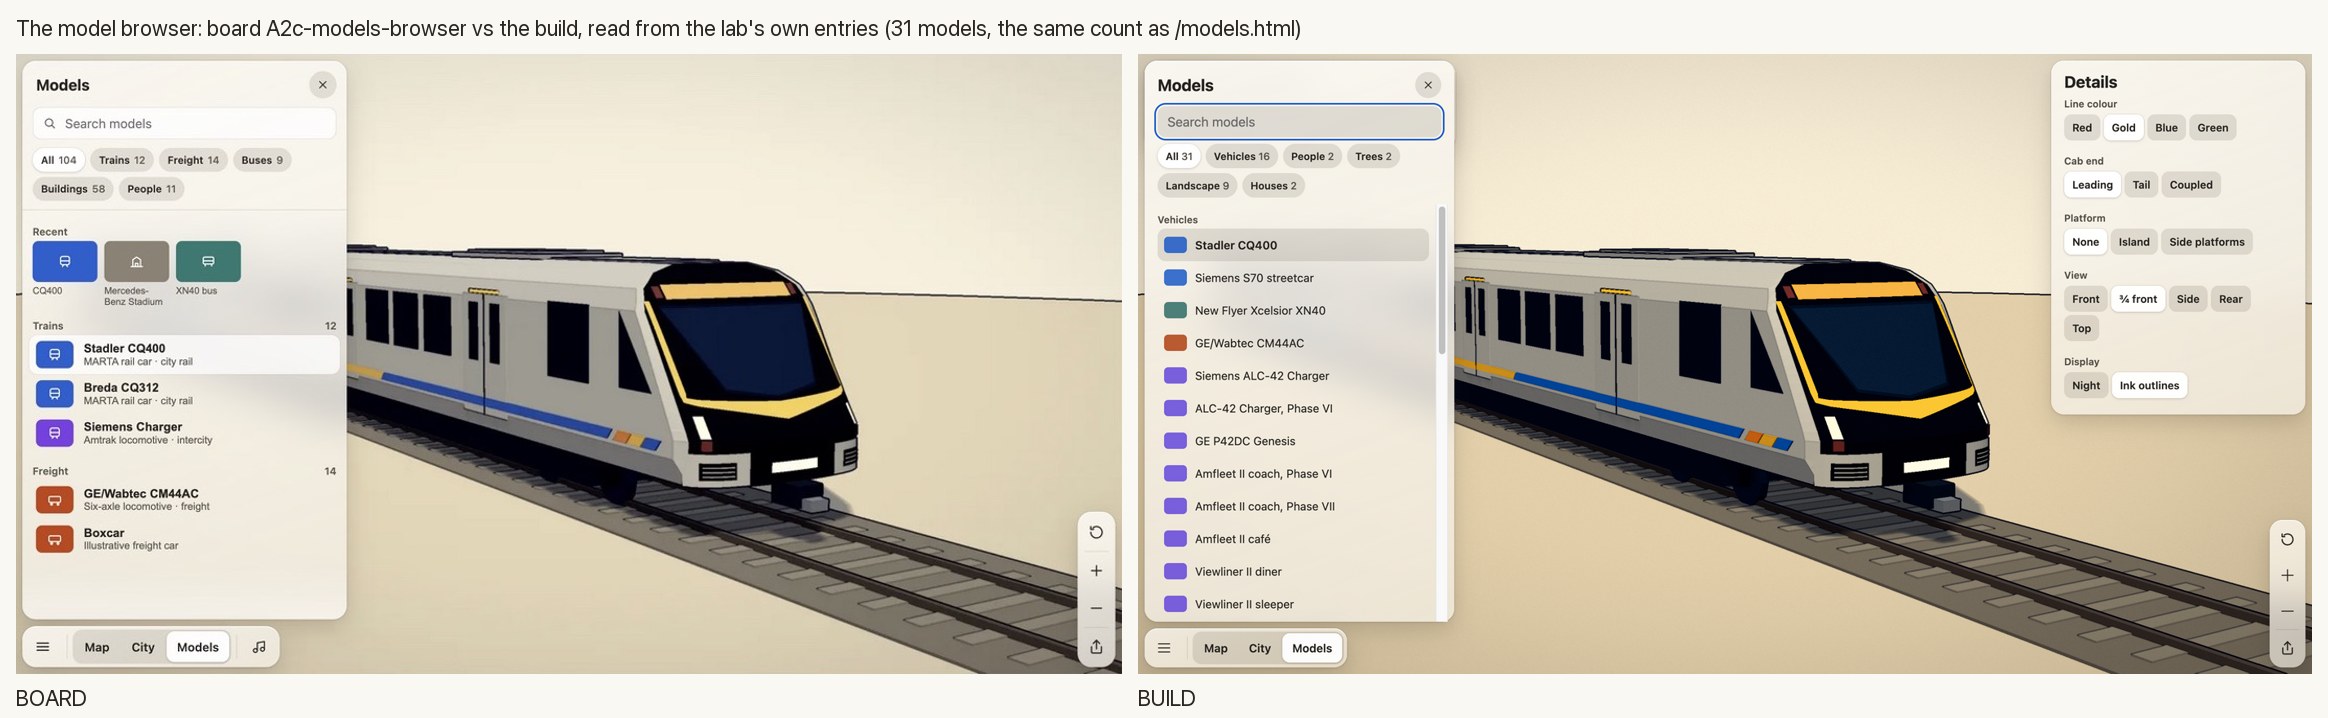 The model browser: board A2c-models-browser vs the build, read from the lab's own entries (31 models, the same count as /models.html)
Models
Search models
All 104 Trains 12 Freight 14 Buses 9
Buildings 58 People 11
Recent
CQ400
Mercedes-
Benz Stadium
XN40 bus
Trains 12
Stadler CQ400
MARTA rail car · city rail
Breda CQ312
MARTA rail car · city rail
Siemens Charger
Amtrak locomotive · intercity
Freight 14
GE/Wabtec CM44AC
Six-axle locomotive · freight
Boxcar
Illustrative freight car
Map City Models
BOARD
Models
Search models
All 31 Vehicles 16 People 2 Trees 2
Landscape 9 Houses 2
Vehicles
Stadler CQ400
Siemens S70 streetcar
New Flyer Xcelsior XN40
GE/Wabtec CM44AC
Siemens ALC-42 Charger
ALC-42 Charger, Phase VI
GE P42DC Genesis
Amfleet II coach, Phase VI
Amfleet II coach, Phase VII
Amfleet II café
Viewliner II diner
Viewliner II sleeper
Map City Models
Details
Line colour
Red Gold Blue Green
Cab end
Leading Tail Coupled
Platform
None Island Side platforms
View
Front ¾ front Side Rear
Top
Display
Night Ink outlines
BUILD